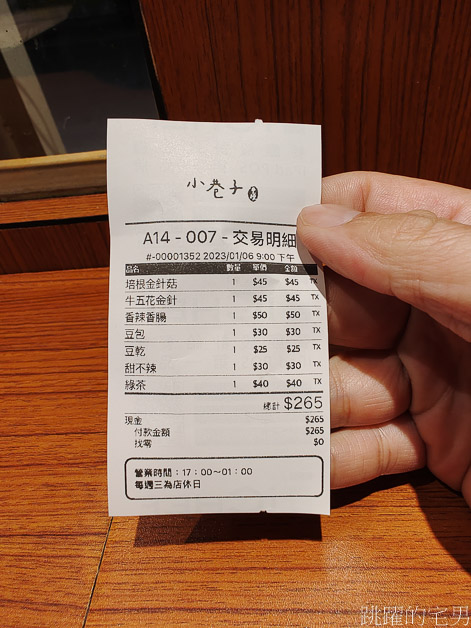 小巷子
A14 - 007 - 交易明細
#-00001352 2023/01/06 9:00 下午
品名 數量 單價 金額
培根金針菇 1 $45 $45 TX
牛五花金針 1 $45 $45 TX
香辣香腸 1 $50 $50 TX
豆包 1 $30 $30 TX
豆乾 1 $25 $25 TX
甜不辣 1 $30 $30 TX
綠茶 1 $40 $40 TX
總計 $265
現金 $265
付款金額 $265
找零 $0
營業時間：17：00～01：00
每週三為店休日
跳躍的宅男